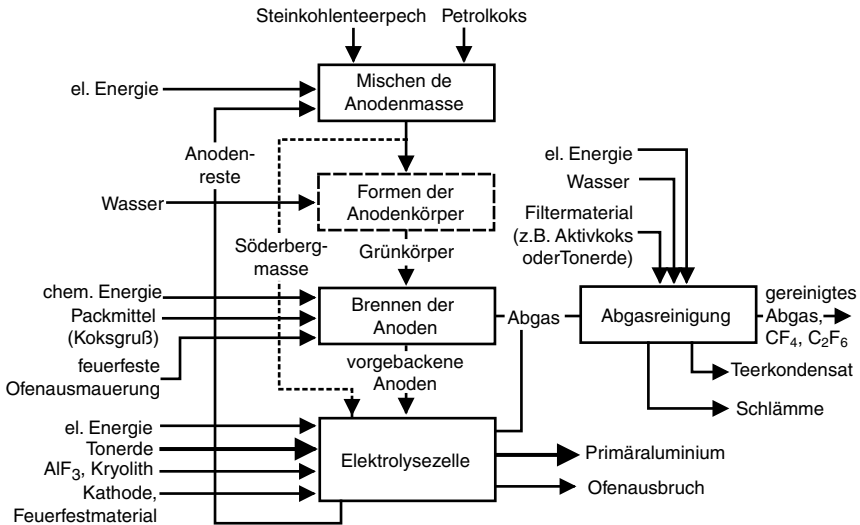 Steinkohlenteerpech
Petrolkoks
el. Energie
Mischen de
Anodenmasse
Anoden-
reste
Wasser
Formen der
Anodenkörper
Söderberg-
masse
Grünkörper
el. Energie
Wasser
Filtermaterial
(z.B. Aktivkoks
oderTonerde)
chem. Energie
Packmittel
(Koksgruß)
feuerfeste
Ofenausmauerung
Brennen der
Anoden
Abgas
Abgasreinigung
gereinigtes
Abgas,
CF₄, C₂F₆
Teerkondensat
Schlämme
vorgebackene
Anoden
el. Energie
Tonerde
AlF₃, Kryolith
Kathode,
Feuerfestmaterial
Elektrolysezelle
Primäraluminium
Ofenausbruch